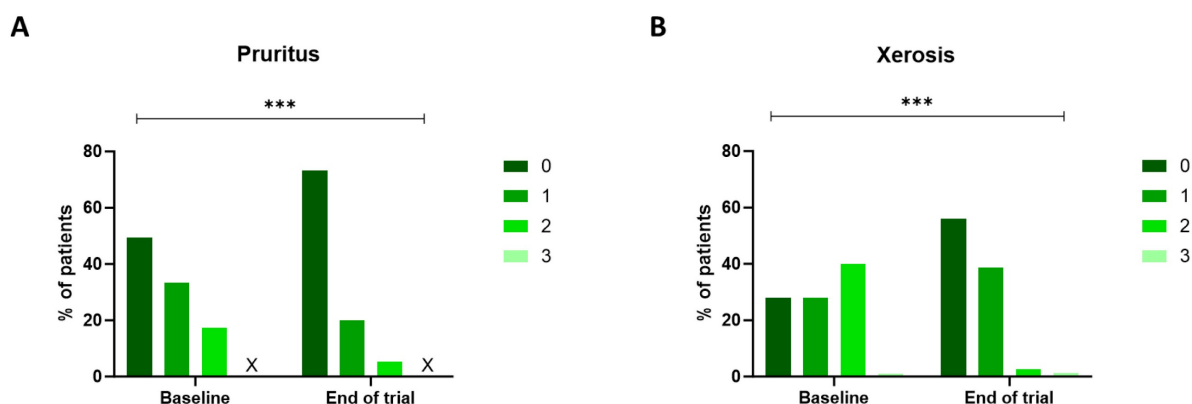 A
Pruritus
***
% of patients
80
60
40
20
0
X
X
Baseline
End of trial
0
1
2
3
B
Xerosis
***
% of patients
80
60
40
20
0
Baseline
End of trial
0
1
2
3